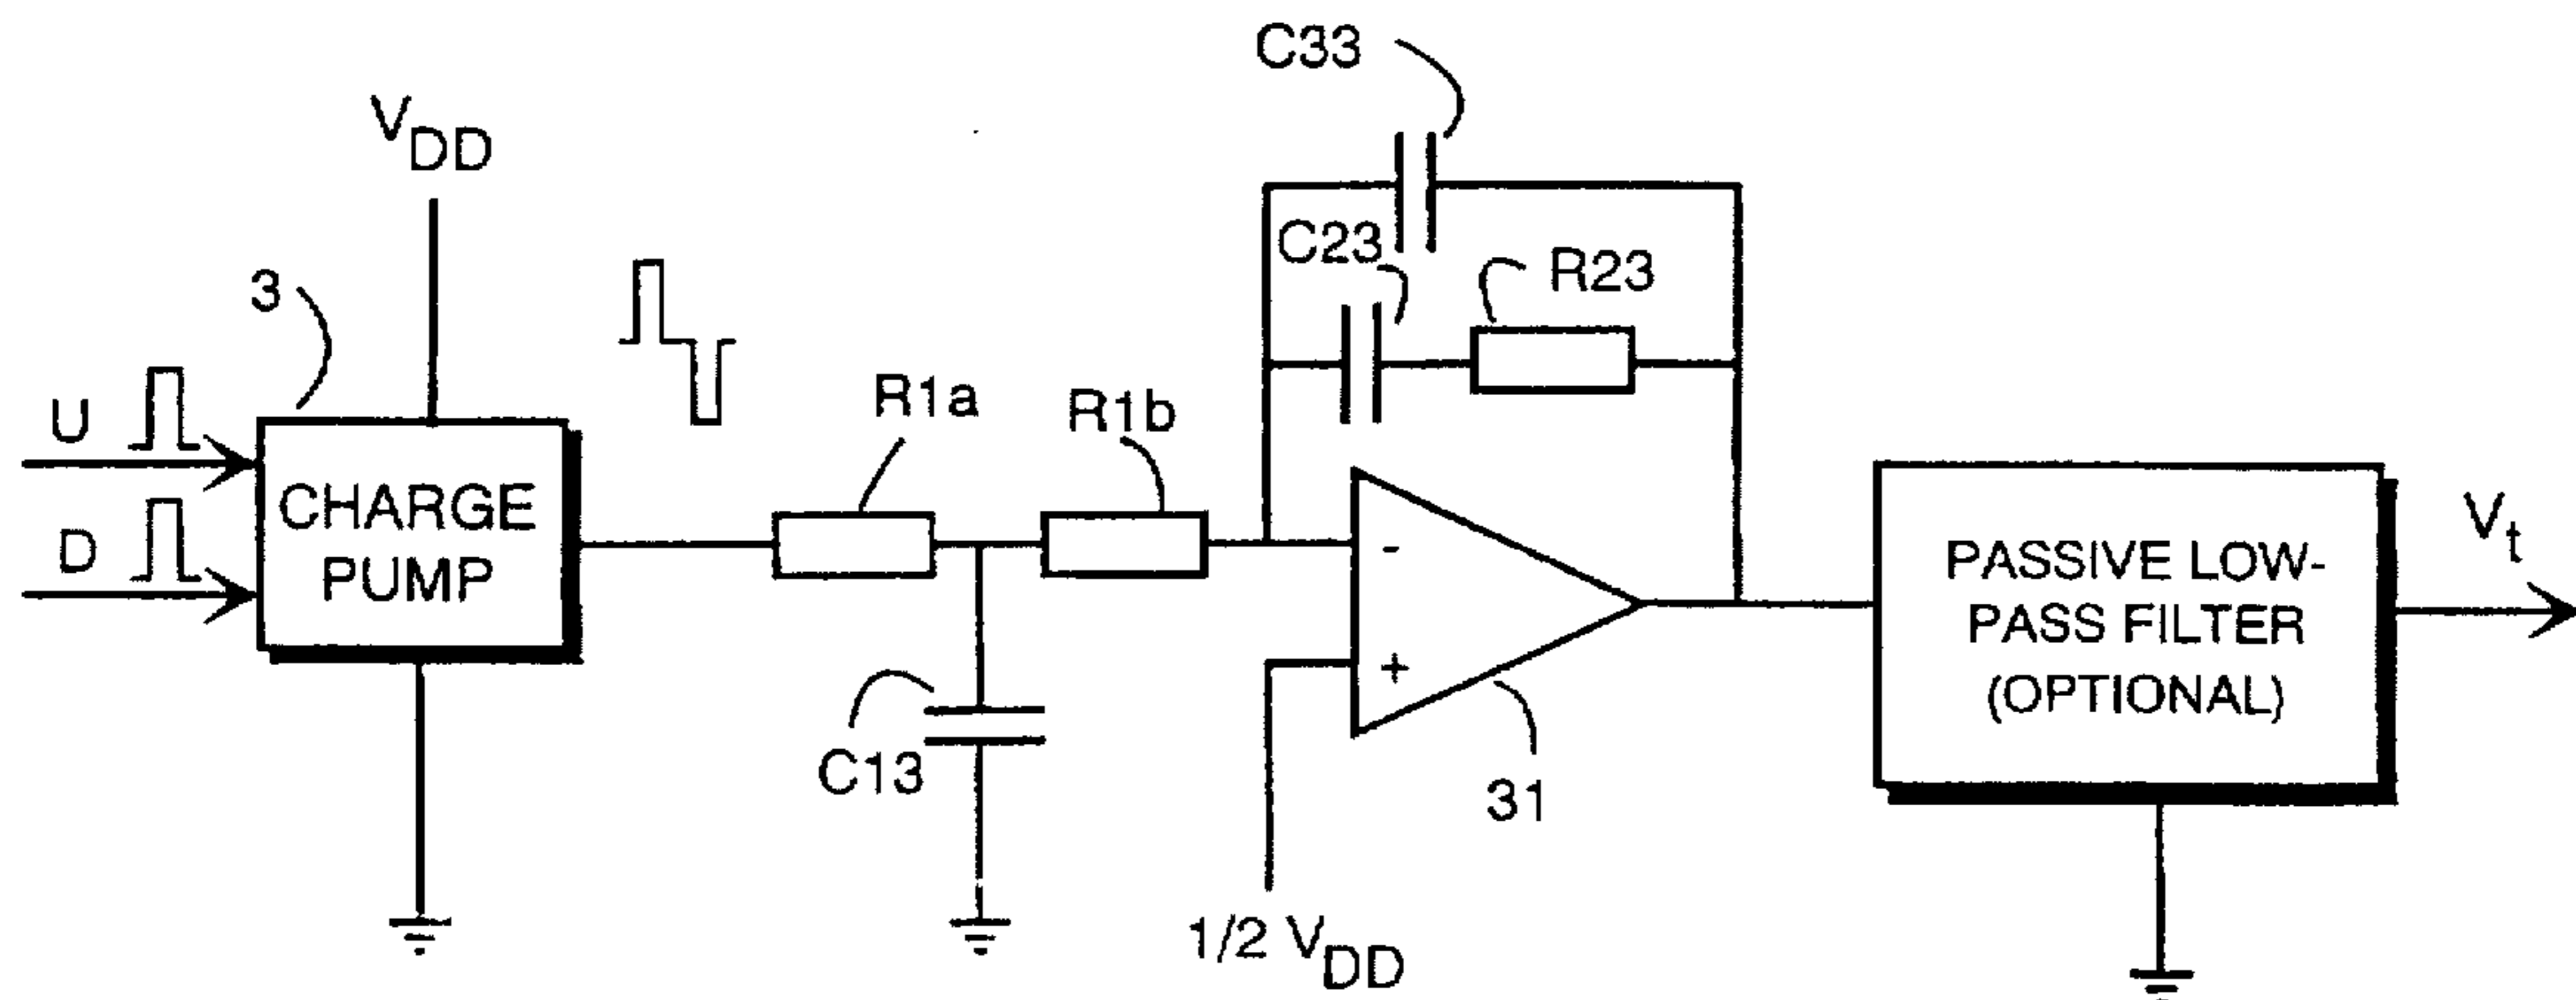 C33
V_DD
C23
R23
3
R1a
R1b
U
D
CHARGE
PUMP
-
+
C13
31
1/2 V_DD
PASSIVE LOW-
PASS FILTER
(OPTIONAL)
V_t